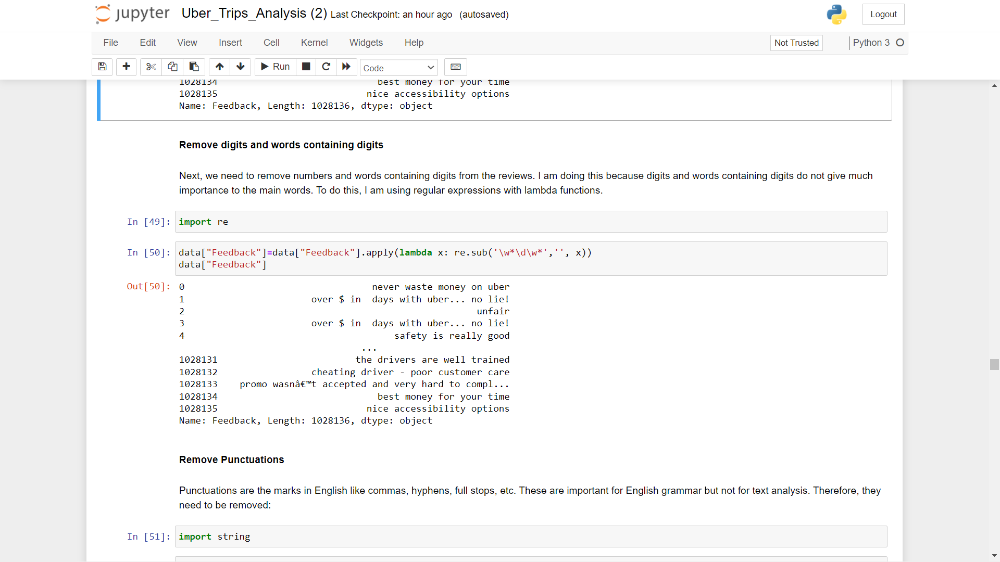 jupyter Uber_Trips_Analysis (2) Last Checkpoint: an hour ago (autosaved) Logout
File Edit View Insert Cell Kernel Widgets Help Not Trusted Python 3
Run Code
1028134 best money for your time
1028135 nice accessibility options
Name: Feedback, Length: 1028136, dtype: object
Remove digits and words containing digits
Next, we need to remove numbers and words containing digits from the reviews. I am doing this because digits and words containing digits do not give much
importance to the main words. To do this, I am using regular expressions with lambda functions.
In [49]: import re
In [50]: data["Feedback"]=data["Feedback"].apply(lambda x: re.sub('\w*\d\w*','', x))
data["Feedback"]
Out[50]: 0 never waste money on uber
1 over $ in  days with uber... no lie!
2 unfair
3 over $ in  days with uber... no lie!
4 safety is really good
...
1028131 the drivers are well trained
1028132 cheating driver - poor customer care
1028133 promo wasnâ€™t accepted and very hard to compl...
1028134 best money for your time
1028135 nice accessibility options
Name: Feedback, Length: 1028136, dtype: object
Remove Punctuations
Punctuations are the marks in English like commas, hyphens, full stops, etc. These are important for English grammar but not for text analysis. Therefore, they
need to be removed:
In [51]: import string